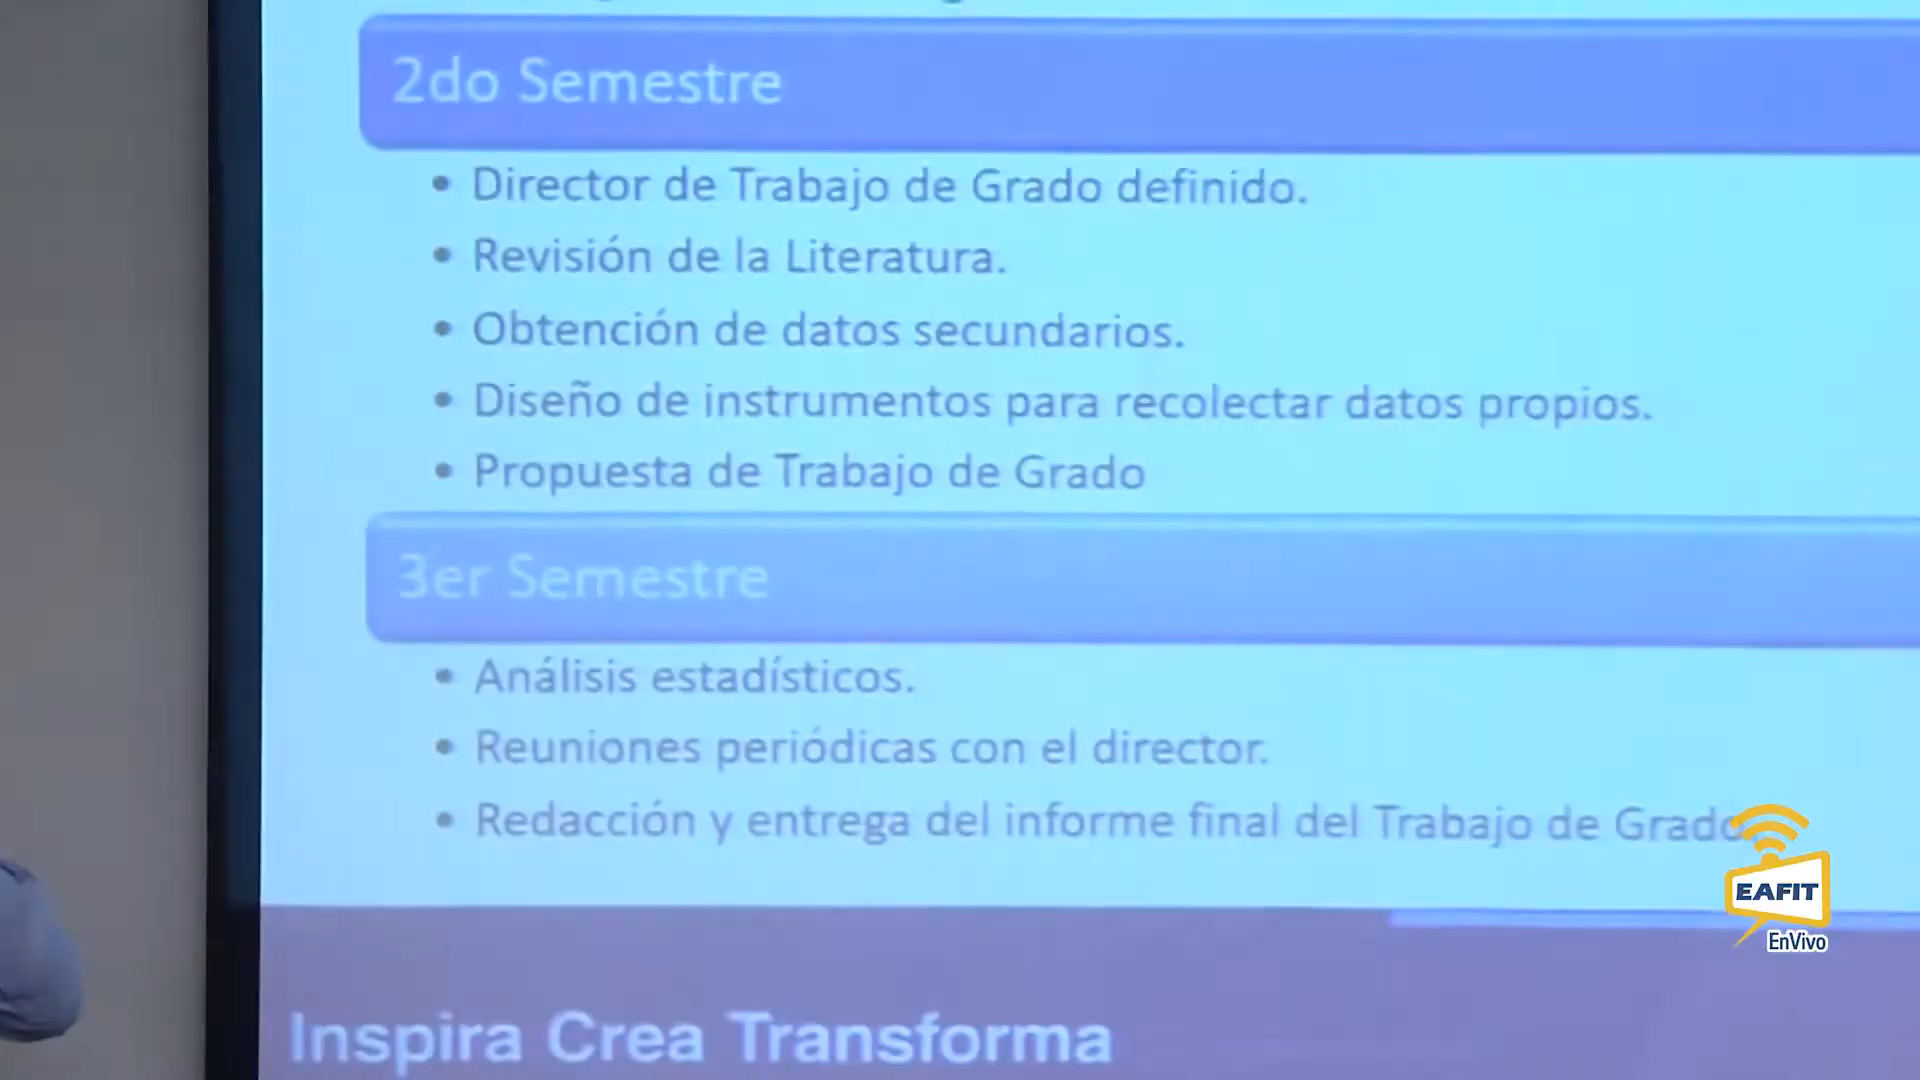 2do Semestre
• Director de Trabajo de Grado definido.
• Revisión de la Literatura.
• Obtención de datos secundarios.
• Diseño de instrumentos para recolectar datos propios.
• Propuesta de Trabajo de Grado
3er Semestre
• Análisis estadísticos.
• Reuniones periódicas con el director.
• Redacción y entrega del informe final del Trabajo de Grado
EAFIT
EnVivo
Inspira Crea Transforma